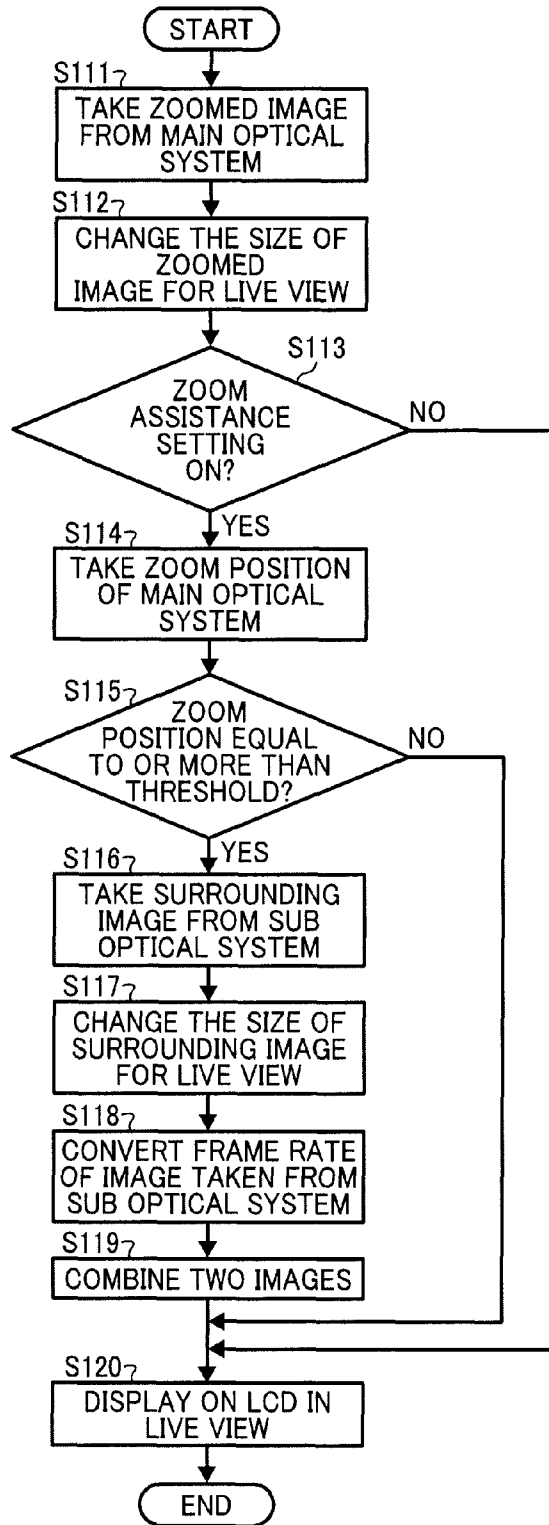 START
S111
TAKE ZOOMED IMAGE
FROM MAIN OPTICAL
SYSTEM
S112
CHANGE THE SIZE OF
ZOOMED
IMAGE FOR LIVE VIEW
S113
ZOOM
ASSISTANCE
SETTING
ON?
NO
YES
S114
TAKE ZOOM POSITION
OF MAIN OPTICAL
SYSTEM
S115
ZOOM
POSITION EQUAL
TO OR MORE THAN
THRESHOLD?
NO
YES
S116
TAKE SURROUNDING
IMAGE FROM SUB
OPTICAL SYSTEM
S117
CHANGE THE SIZE OF
SURROUNDING IMAGE
FOR LIVE VIEW
S118
CONVERT FRAME RATE
OF IMAGE TAKEN FROM
SUB OPTICAL SYSTEM
S119
COMBINE TWO IMAGES
S120
DISPLAY ON LCD IN
LIVE VIEW
END